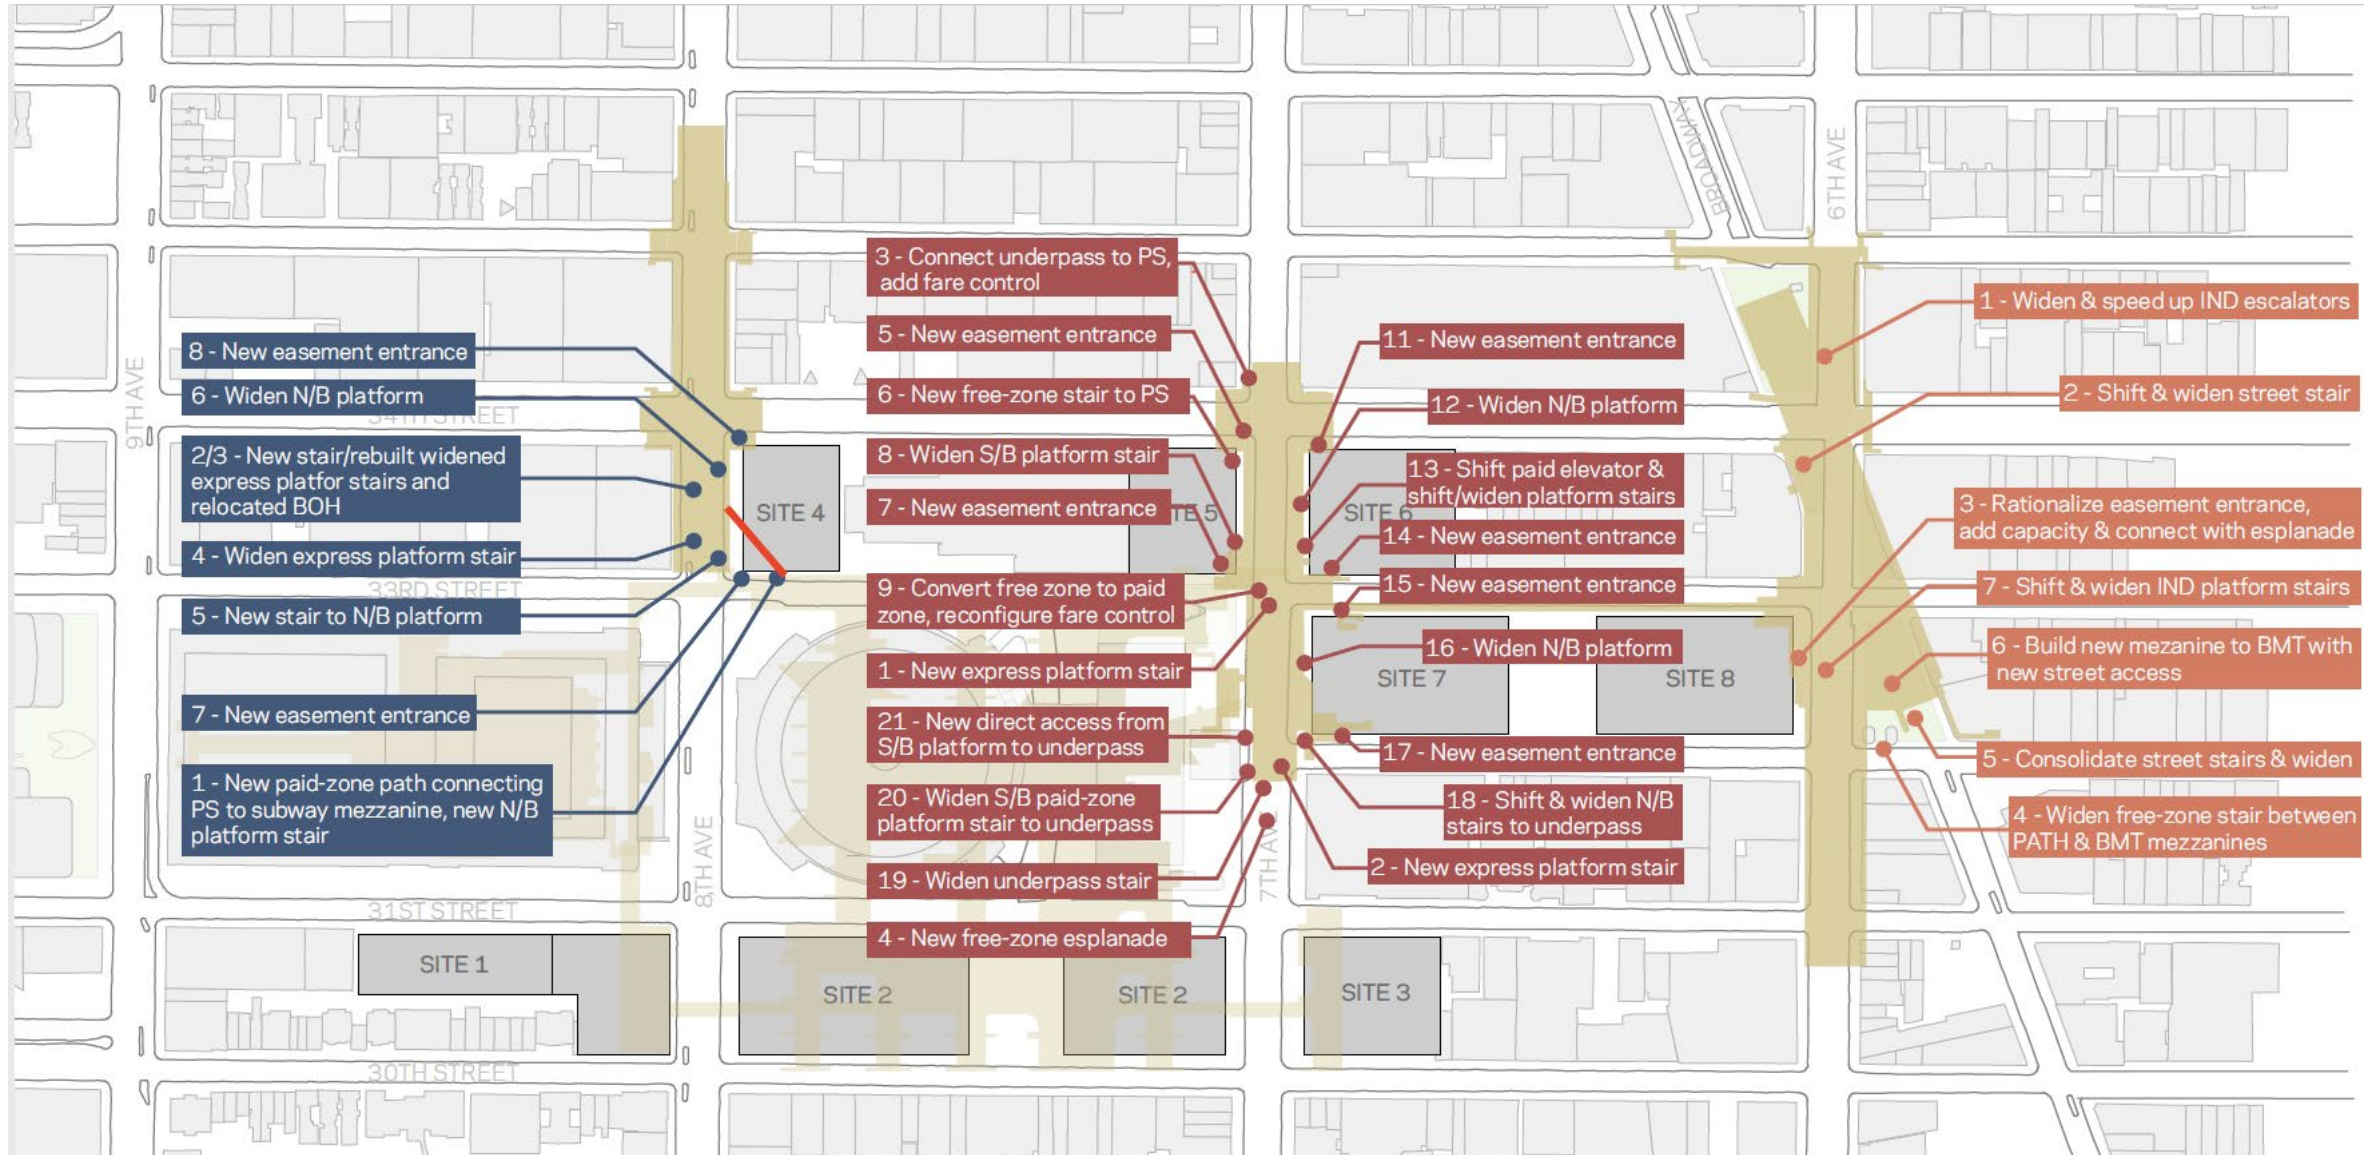 BROADWAY
6TH AVE
9TH AVE
34TH STREET
33RD STREET
31ST STREET
30TH STREET
8TH AVE
7TH AVE
8 - New easement entrance
6 - Widen N/B platform
2/3 - New stair/rebuilt widened
express platfor stairs and
relocated BOH
4 - Widen express platform stair
5 - New stair to N/B platform
7 - New easement entrance
1 - New paid-zone path connecting
PS to subway mezzanine, new N/B
platform stair
3 - Connect underpass to PS,
add fare control
5 - New easement entrance
6 - New free-zone stair to PS
8 - Widen S/B platform stair
7 - New easement entrance
9 - Convert free zone to paid
zone, reconfigure fare control
1 - New express platform stair
21 - New direct access from
S/B platform to underpass
20 - Widen S/B paid-zone
platform stair to underpass
19 - Widen underpass stair
4 - New free-zone esplanade
11 - New easement entrance
12 - Widen N/B platform
13 - Shift paid elevator &
shift/widen platform stairs
14 - New easement entrance
15 - New easement entrance
16 - Widen N/B platform
17 - New easement entrance
18 - Shift & widen N/B
stairs to underpass
2 - New express platform stair
1 - Widen & speed up IND escalators
2 - Shift & widen street stair
3 - Rationalize easement entrance,
add capacity & connect with esplanade
7 - Shift & widen IND platform stairs
6 - Build new mezanine to BMT with
new street access
5 - Consolidate street stairs & widen
4 - Widen free-zone stair between
PATH & BMT mezzanines
SITE 4
TE 5
SITE 6
SITE 7
SITE 8
SITE 1
SITE 2
SITE 2
SITE 3